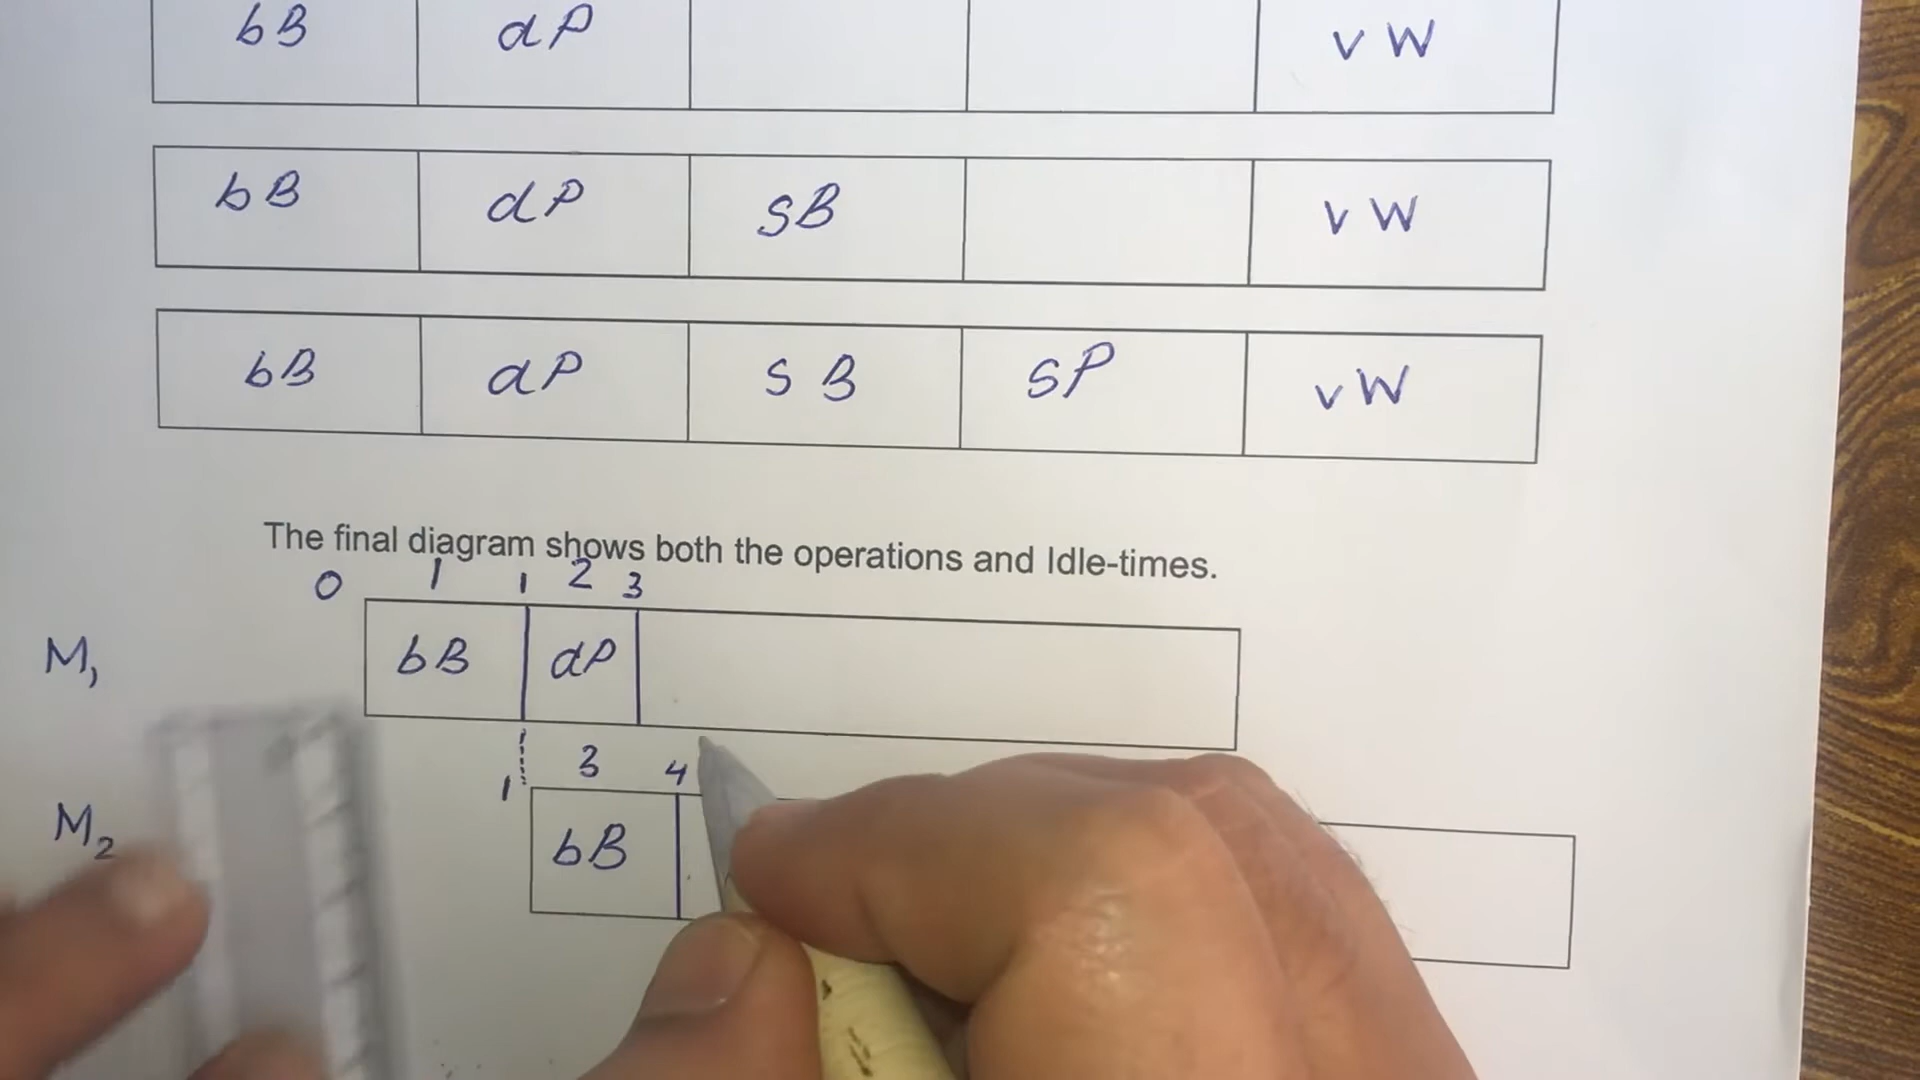 bB dP vW
bB dP SB vW
bB dP SB SP vW
The final diagram shows both the operations and Idle-times.
0 1 1 2 3
M1 bB dP
1 3 4
M2 bB